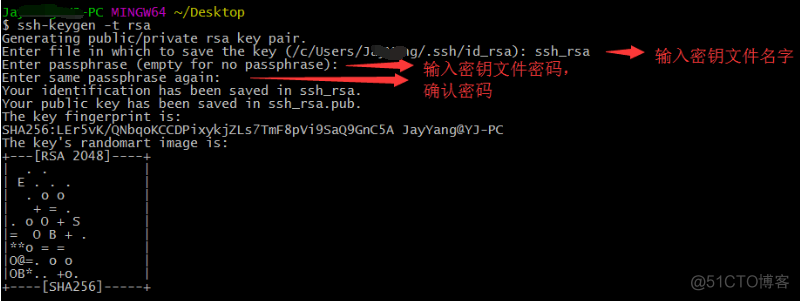 MINGW64 ~/Desktop
$ ssh-keygen -t rsa
Generating public/private rsa key pair.
Enter file in which to save the key (/c/Users/ /.ssh/id_rsa): ssh_rsa 输入密钥文件名字
Enter passphrase (empty for no passphrase): 输入密钥文件密码，
Enter same passphrase again: 确认密码
Your identification has been saved in ssh_rsa.
Your public key has been saved in ssh_rsa.pub.
The key fingerprint is:
SHA256:LEr5vK/QNbqoKCCDPixykjZLs7TmF8pVi9SaQ9GnC5A JayYang@YJ-PC
The key's randomart image is:
+---[RSA 2048]----+
|  . .            |
| E . . .         |
|  . o o          |
|   + = .         |
|. o O + S        |
|=  O B + .       |
|**o = =          |
|O@=. o o         |
|OB*.. +o.        |
+----[SHA256]-----+
@51CTO博客